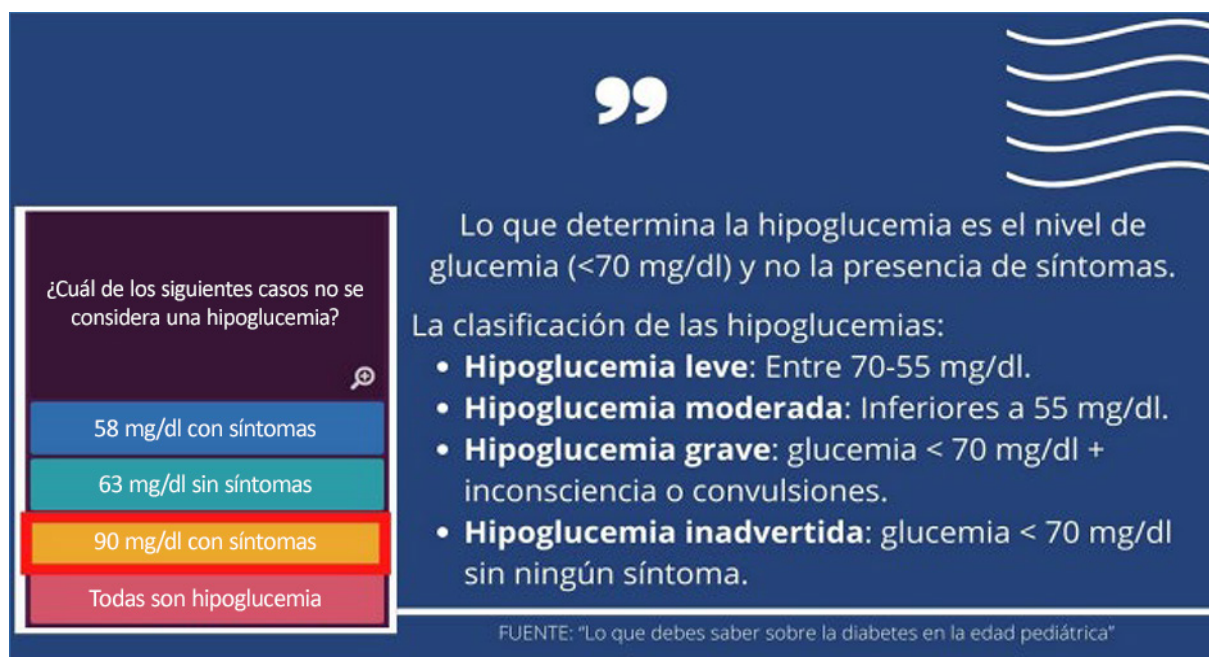 ”
¿Cuál de los siguientes casos no se
considera una hipoglucemia?
58 mg/dl con síntomas
63 mg/dl sin síntomas
90 mg/dl con síntomas
Todas son hipoglucemia
Lo que determina la hipoglucemia es el nivel de
glucemia (<70 mg/dl) y no la presencia de síntomas.
La clasificación de las hipoglucemias:
• Hipoglucemia leve: Entre 70-55 mg/dl.
• Hipoglucemia moderada: Inferiores a 55 mg/dl.
• Hipoglucemia grave: glucemia < 70 mg/dl +
inconsciencia o convulsiones.
• Hipoglucemia inadvertida: glucemia < 70 mg/dl
sin ningún síntoma.
FUENTE: “Lo que debes saber sobre la diabetes en la edad pediátrica”